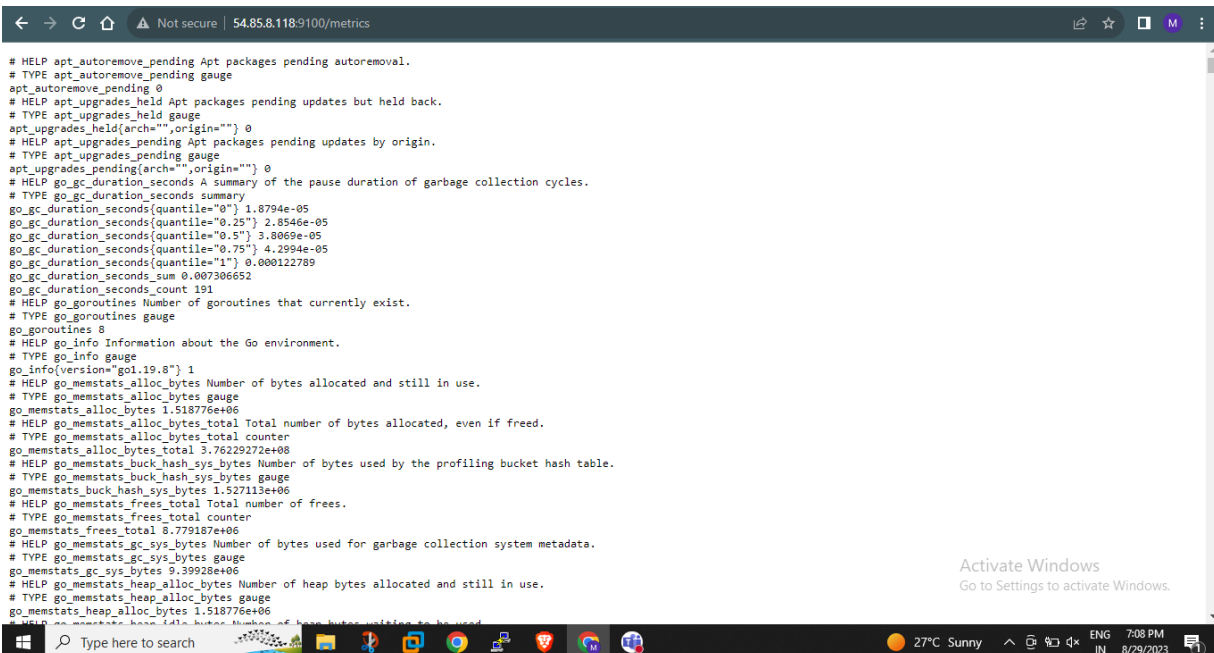 Not secure | 54.85.8.118:9100/metrics
M
# HELP apt_autoremove_pending Apt packages pending autoremoval.
# TYPE apt_autoremove_pending gauge
apt_autoremove_pending 0
# HELP apt_upgrades_held Apt packages pending updates but held back.
# TYPE apt_upgrades_held gauge
apt_upgrades_held{arch="",origin=""} 0
# HELP apt_upgrades_pending Apt packages pending updates by origin.
# TYPE apt_upgrades_pending gauge
apt_upgrades_pending{arch="",origin=""} 0
# HELP go_gc_duration_seconds A summary of the pause duration of garbage collection cycles.
# TYPE go_gc_duration_seconds summary
go_gc_duration_seconds{quantile="0"} 1.8794e-05
go_gc_duration_seconds{quantile="0.25"} 2.8546e-05
go_gc_duration_seconds{quantile="0.5"} 3.8069e-05
go_gc_duration_seconds{quantile="0.75"} 4.2994e-05
go_gc_duration_seconds{quantile="1"} 0.000122789
go_gc_duration_seconds_sum 0.007306652
go_gc_duration_seconds_count 191
# HELP go_goroutines Number of goroutines that currently exist.
# TYPE go_goroutines gauge
go_goroutines 8
# HELP go_info Information about the Go environment.
# TYPE go_info gauge
go_info{version="go1.19.8"} 1
# HELP go_memstats_alloc_bytes Number of bytes allocated and still in use.
# TYPE go_memstats_alloc_bytes gauge
go_memstats_alloc_bytes 1.518776e+06
# HELP go_memstats_alloc_bytes_total Total number of bytes allocated, even if freed.
# TYPE go_memstats_alloc_bytes_total counter
go_memstats_alloc_bytes_total 3.76229272e+08
# HELP go_memstats_buck_hash_sys_bytes Number of bytes used by the profiling bucket hash table.
# TYPE go_memstats_buck_hash_sys_bytes gauge
go_memstats_buck_hash_sys_bytes 1.527113e+06
# HELP go_memstats_frees_total Total number of frees.
# TYPE go_memstats_frees_total counter
go_memstats_frees_total 8.779187e+06
# HELP go_memstats_gc_sys_bytes Number of bytes used for garbage collection system metadata.
# TYPE go_memstats_gc_sys_bytes gauge
go_memstats_gc_sys_bytes 9.39928e+06
# HELP go_memstats_heap_alloc_bytes Number of heap bytes allocated and still in use.
# TYPE go_memstats_heap_alloc_bytes gauge
go_memstats_heap_alloc_bytes 1.518776e+06
# HELP go_memstats_heap_idle_bytes Number of heap bytes waiting to be used.
Activate Windows
Go to Settings to activate Windows.
Type here to search
27°C Sunny
ENG
IN
7:08 PM
8/29/2023